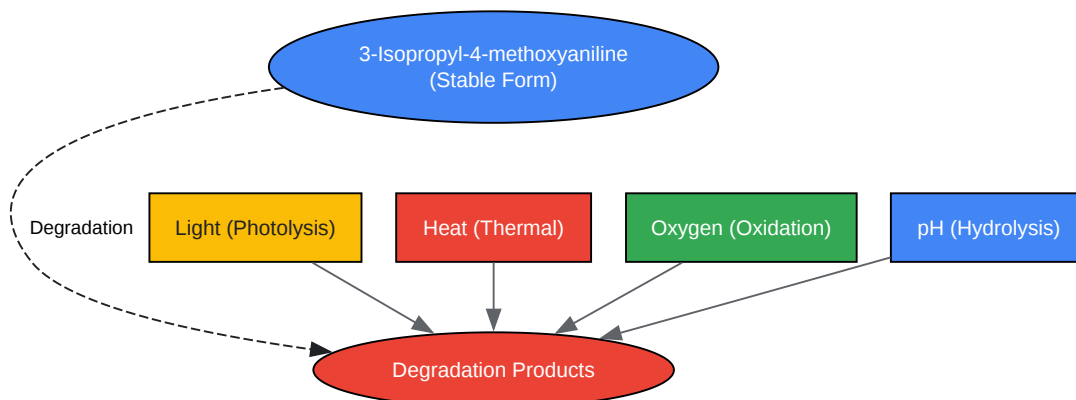 3-Isopropyl-4-methoxyaniline
(Stable Form)
Degradation
Light (Photolysis)
Heat (Thermal)
Oxygen (Oxidation)
pH (Hydrolysis)
Degradation Products